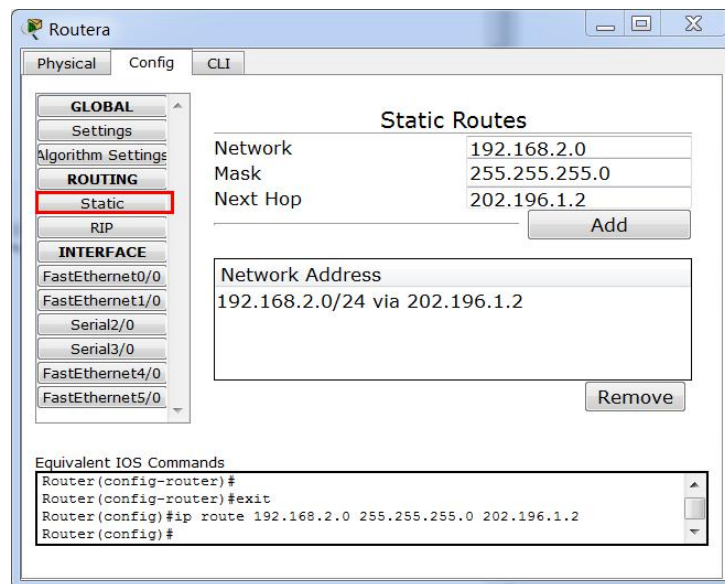 Routera
Physical Config CLI
GLOBAL
Settings
Algorithm Settings
ROUTING
Static
RIP
INTERFACE
FastEthernet0/0
FastEthernet1/0
Serial2/0
Serial3/0
FastEthernet4/0
FastEthernet5/0
Static Routes
Network 192.168.2.0
Mask 255.255.255.0
Next Hop 202.196.1.2
Add
Network Address
192.168.2.0/24 via 202.196.1.2
Remove
Equivalent IOS Commands
Router(config-router)#
Router(config-router)#exit
Router(config)#ip route 192.168.2.0 255.255.255.0 202.196.1.2
Router(config)#